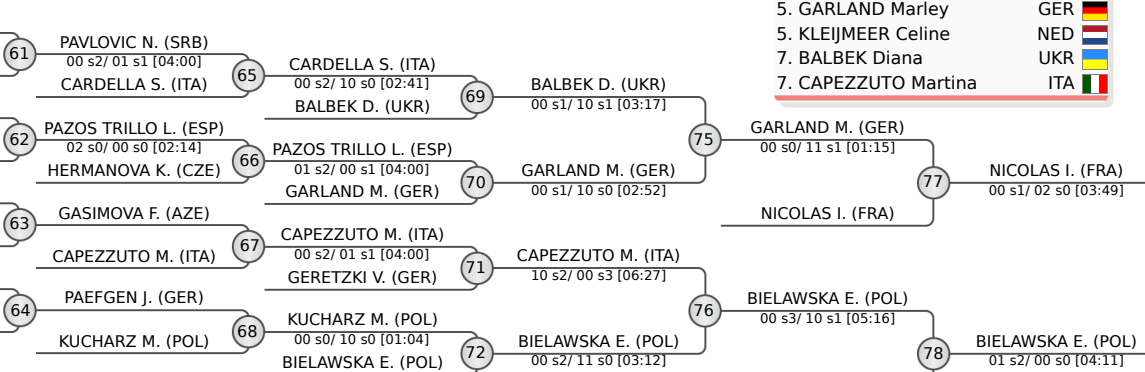 5. GARLAND Marley GER
5. KLEIJMEER Celine NED
7. BALBEK Diana UKR
7. CAPEZZUTO Martina ITA
61
PAVLOVIC N. (SRB)
00 s2/ 01 s1 [04:00]
CARDELLA S. (ITA)
62
PAZOS TRILLO L. (ESP)
02 s0/ 00 s0 [02:14]
HERMANOVA K. (CZE)
63
GASIMOVA F. (AZE)
CAPEZZUTO M. (ITA)
64
PAEFGEN J. (GER)
KUCHARZ M. (POL)
65
CARDELLA S. (ITA)
00 s2/ 10 s0 [02:41]
BALBEK D. (UKR)
66
PAZOS TRILLO L. (ESP)
01 s2/ 00 s1 [04:00]
GARLAND M. (GER)
67
CAPEZZUTO M. (ITA)
00 s2/ 01 s1 [04:00]
GERETZKI V. (GER)
68
KUCHARZ M. (POL)
00 s0/ 10 s0 [01:04]
BIELAWSKA E. (POL)
69
BALBEK D. (UKR)
00 s1/ 10 s1 [03:17]
70
GARLAND M. (GER)
00 s1/ 10 s0 [02:52]
71
CAPEZZUTO M. (ITA)
10 s2/ 00 s3 [06:27]
72
BIELAWSKA E. (POL)
00 s2/ 11 s0 [03:12]
75
GARLAND M. (GER)
00 s0/ 11 s1 [01:15]
NICOLAS I. (FRA)
76
BIELAWSKA E. (POL)
00 s3/ 10 s1 [05:16]
77
NICOLAS I. (FRA)
00 s1/ 02 s0 [03:49]
78
BIELAWSKA E. (POL)
01 s2/ 00 s0 [04:11]